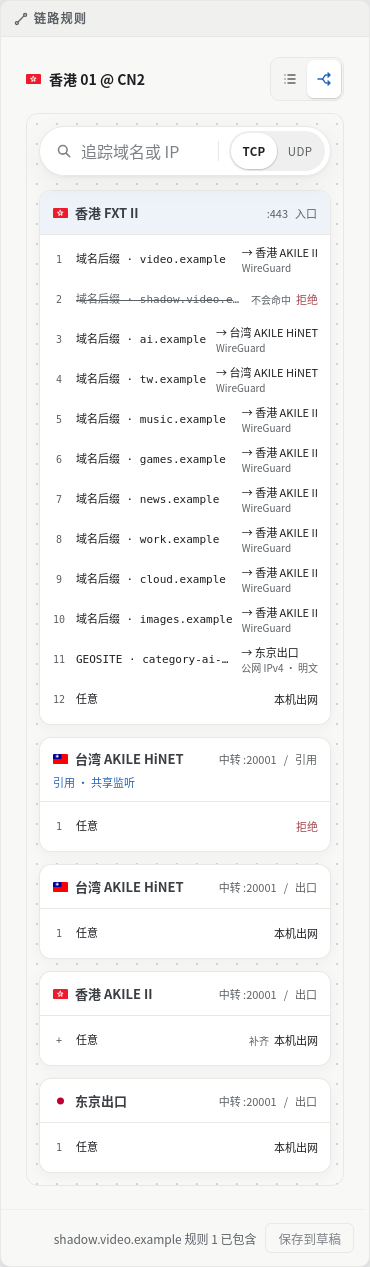 链路规则
香港 01 @ CN2
追踪域名或 IP TCP UDP
香港 FXT II :443 入口
1 域名后缀 · video.example → 香港 AKILE II
WireGuard
2 域名后缀 · shadow.video.e… 不会命中 拒绝
3 域名后缀 · ai.example → 台湾 AKILE HiNET
WireGuard
4 域名后缀 · tw.example → 台湾 AKILE HiNET
WireGuard
5 域名后缀 · music.example → 香港 AKILE II
WireGuard
6 域名后缀 · games.example → 香港 AKILE II
WireGuard
7 域名后缀 · news.example → 香港 AKILE II
WireGuard
8 域名后缀 · work.example → 香港 AKILE II
WireGuard
9 域名后缀 · cloud.example → 香港 AKILE II
WireGuard
10 域名后缀 · images.example → 香港 AKILE II
WireGuard
11 GEOSITE · category-ai-… → 东京出口
公网 IPv4 · 明文
12 任意 本机出网
台湾 AKILE HiNET 中转 :20001 / 引用
引用 · 共享监听
1 任意 拒绝
台湾 AKILE HiNET 中转 :20001 / 出口
1 任意 本机出网
香港 AKILE II 中转 :20001 / 出口
+ 任意 补齐 本机出网
东京出口 中转 :20001 / 出口
1 任意 本机出网
shadow.video.example 规则 1 已包含 保存到草稿